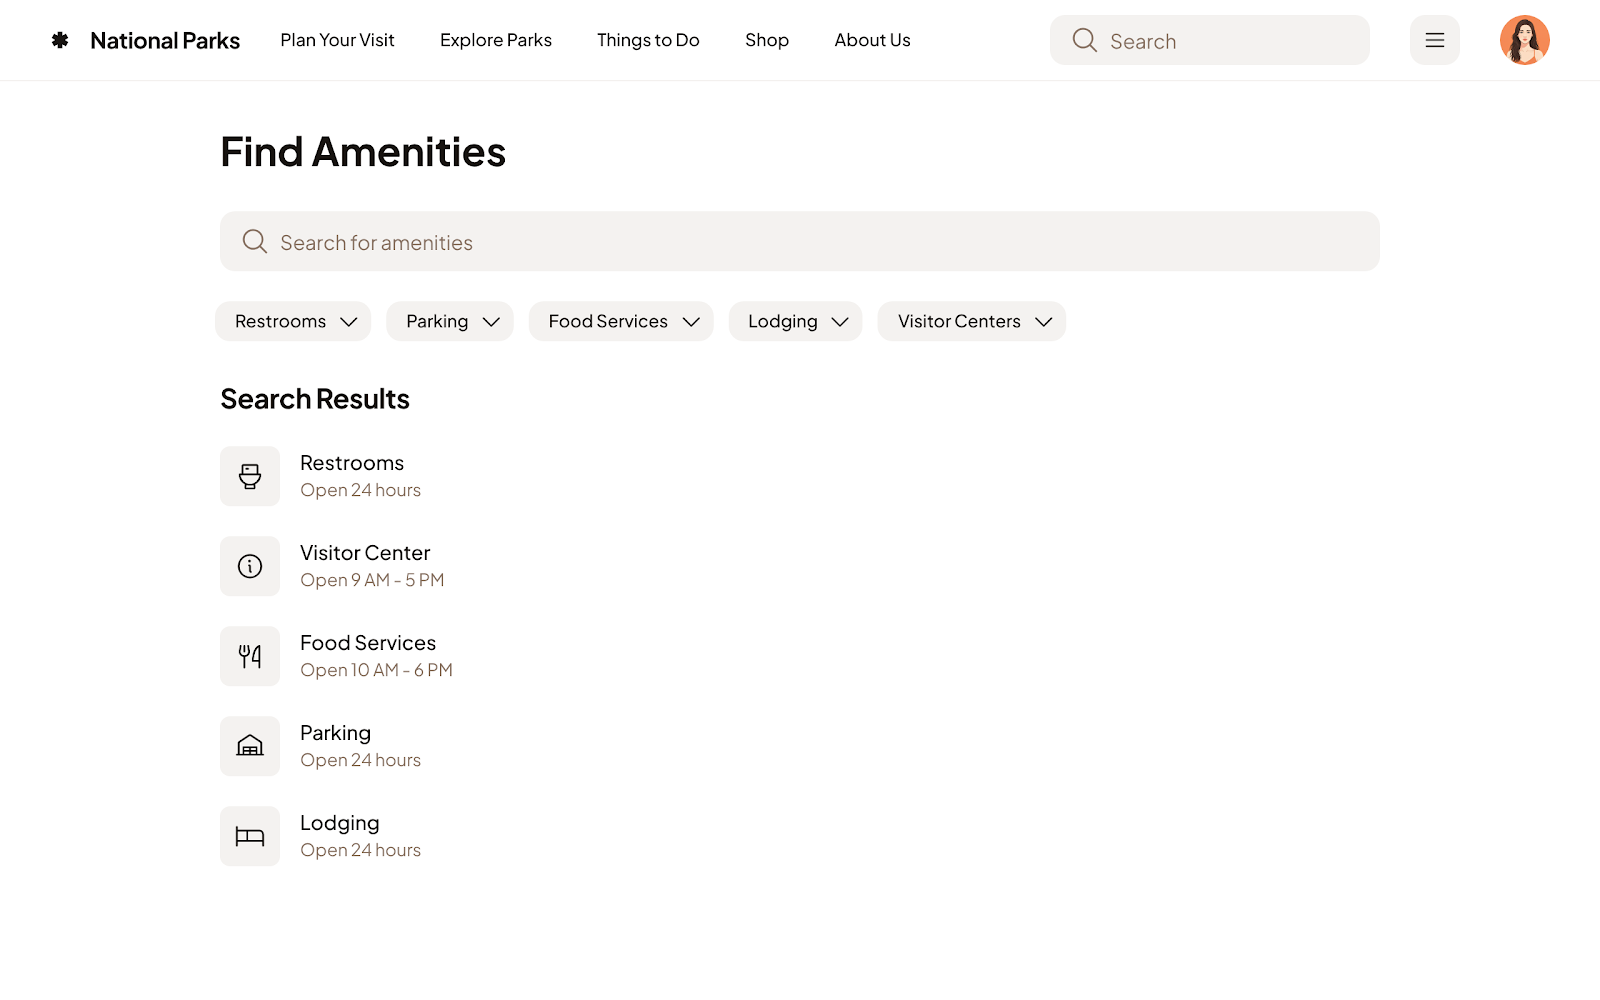 National Parks
Plan Your Visit
Explore Parks
Things to Do
Shop
About Us
Search
Find Amenities
Search for amenities
Restrooms
Parking
Food Services
Lodging
Visitor Centers
Search Results
Restrooms
Open 24 hours
Visitor Center
Open 9 AM - 5 PM
Food Services
Open 10 AM - 6 PM
Parking
Open 24 hours
Lodging
Open 24 hours